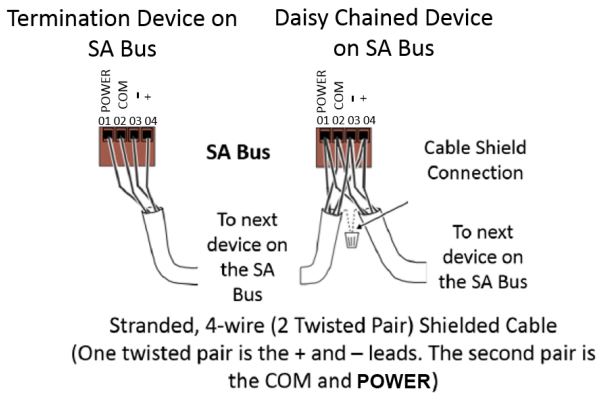 Termination Device on
SA Bus
Daisy Chained Device
on SA Bus
POWER
COM
–
+
01 02 03 04
POWER
COM
–
+
01 02 03 04
SA Bus
Cable Shield
Connection
To next
device on
the SA
Bus
To next
device on
the SA Bus
Stranded, 4-wire (2 Twisted Pair) Shielded Cable
(One twisted pair is the + and – leads. The second pair is
the COM and POWER)